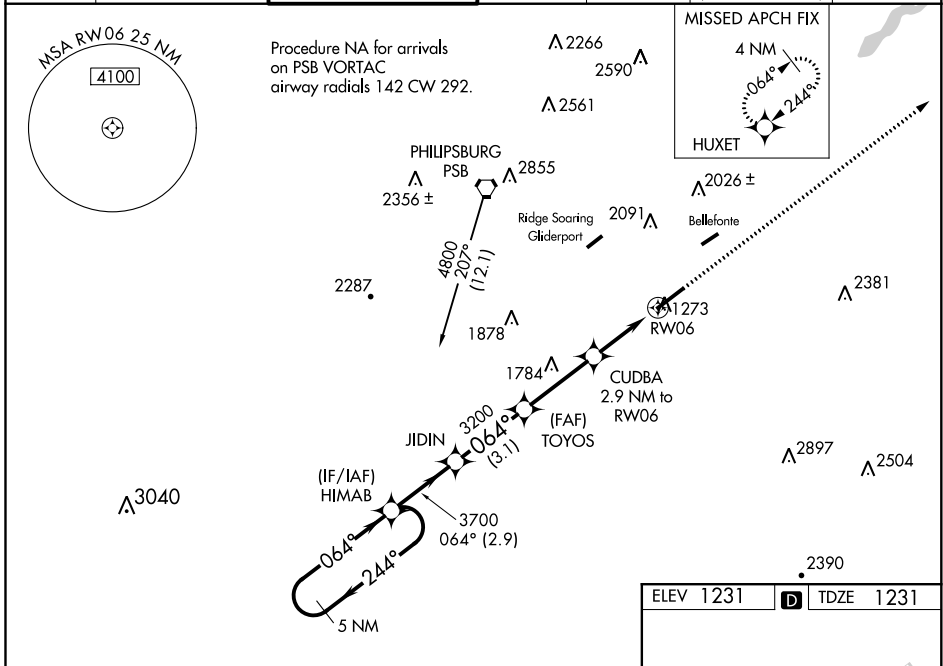 MSA RW06 25 NM
4100
Procedure NA for arrivals
on PSB VORTAC
airway radials 142 CW 292.
2266
2590
2561
MISSED APCH FIX
4 NM
064°
244°
HUXET
PHILIPSBURG
PSB
2855
2356 ±
2026 ±
Ridge Soaring
Gliderport
2091
Bellefonte
4800
207°
(12.1)
2287
2381
1878
1273
RW06
1784
CUDBA
2.9 NM to
RW06
3200
064°
(3.1)
(FAF)
TOYOS
JIDIN
(IF/IAF)
HIMAB
2897
2504
3040
3700
064° (2.9)
064°
244°
5 NM
2390
ELEV 1231
D
TDZE 1231